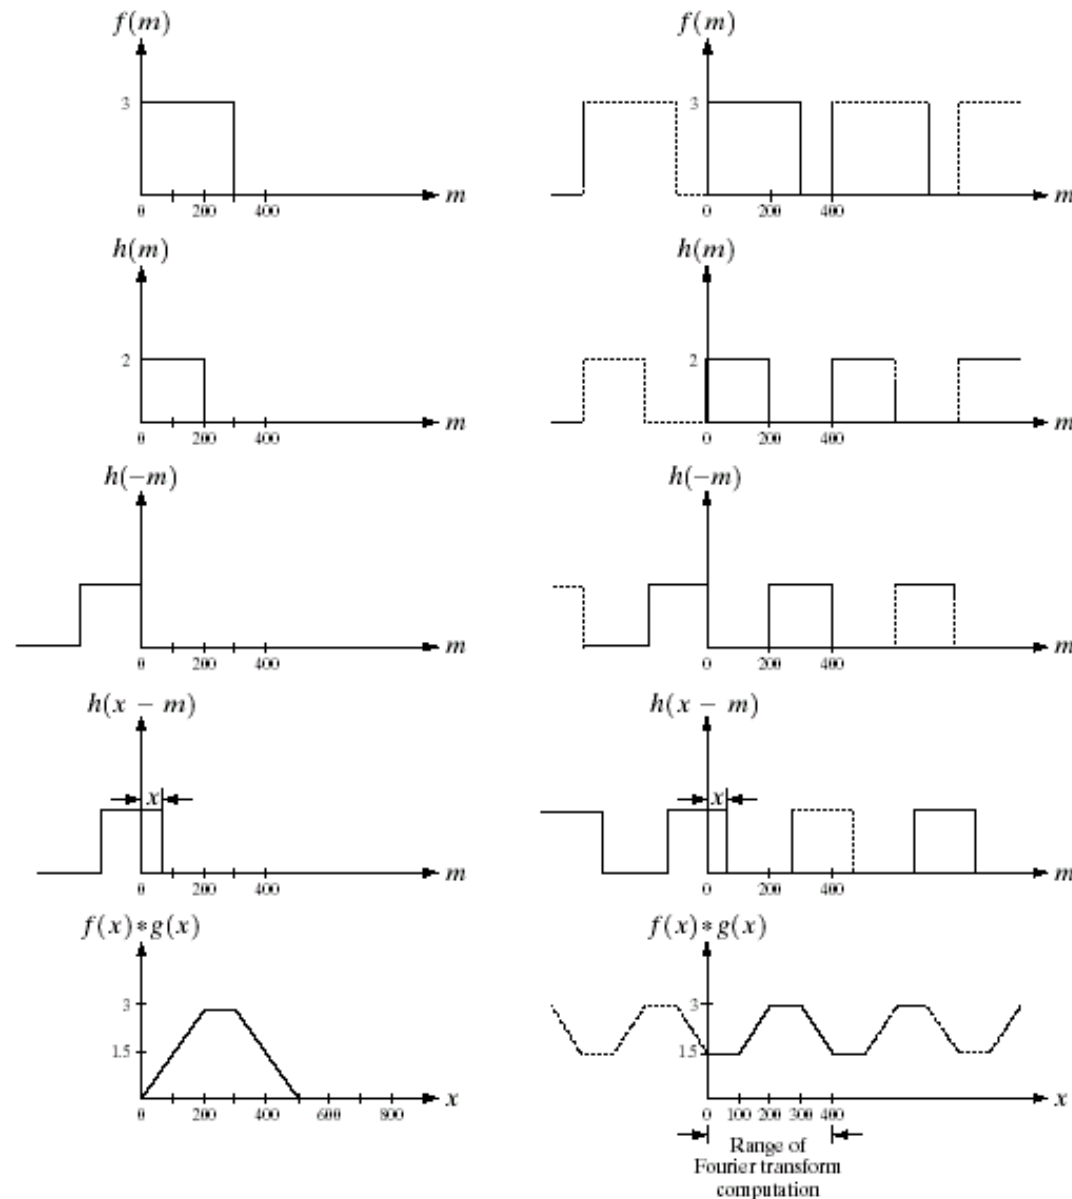 f(m)
3
0 200 400 m
f(m)
3
0 200 400 m
h(m)
2
0 200 400 m
h(m)
2
0 200 400 m
h(−m)
0 200 400 m
h(−m)
0 200 400 m
h(x − m)
x
0 200 400 m
h(x − m)
x
0 200 400 m
f(x)∗g(x)
3
1.5
0 200 400 600 800 x
f(x)∗g(x)
3
1.5
0 100 200 300 400 x
Range of
Fourier transform
computation